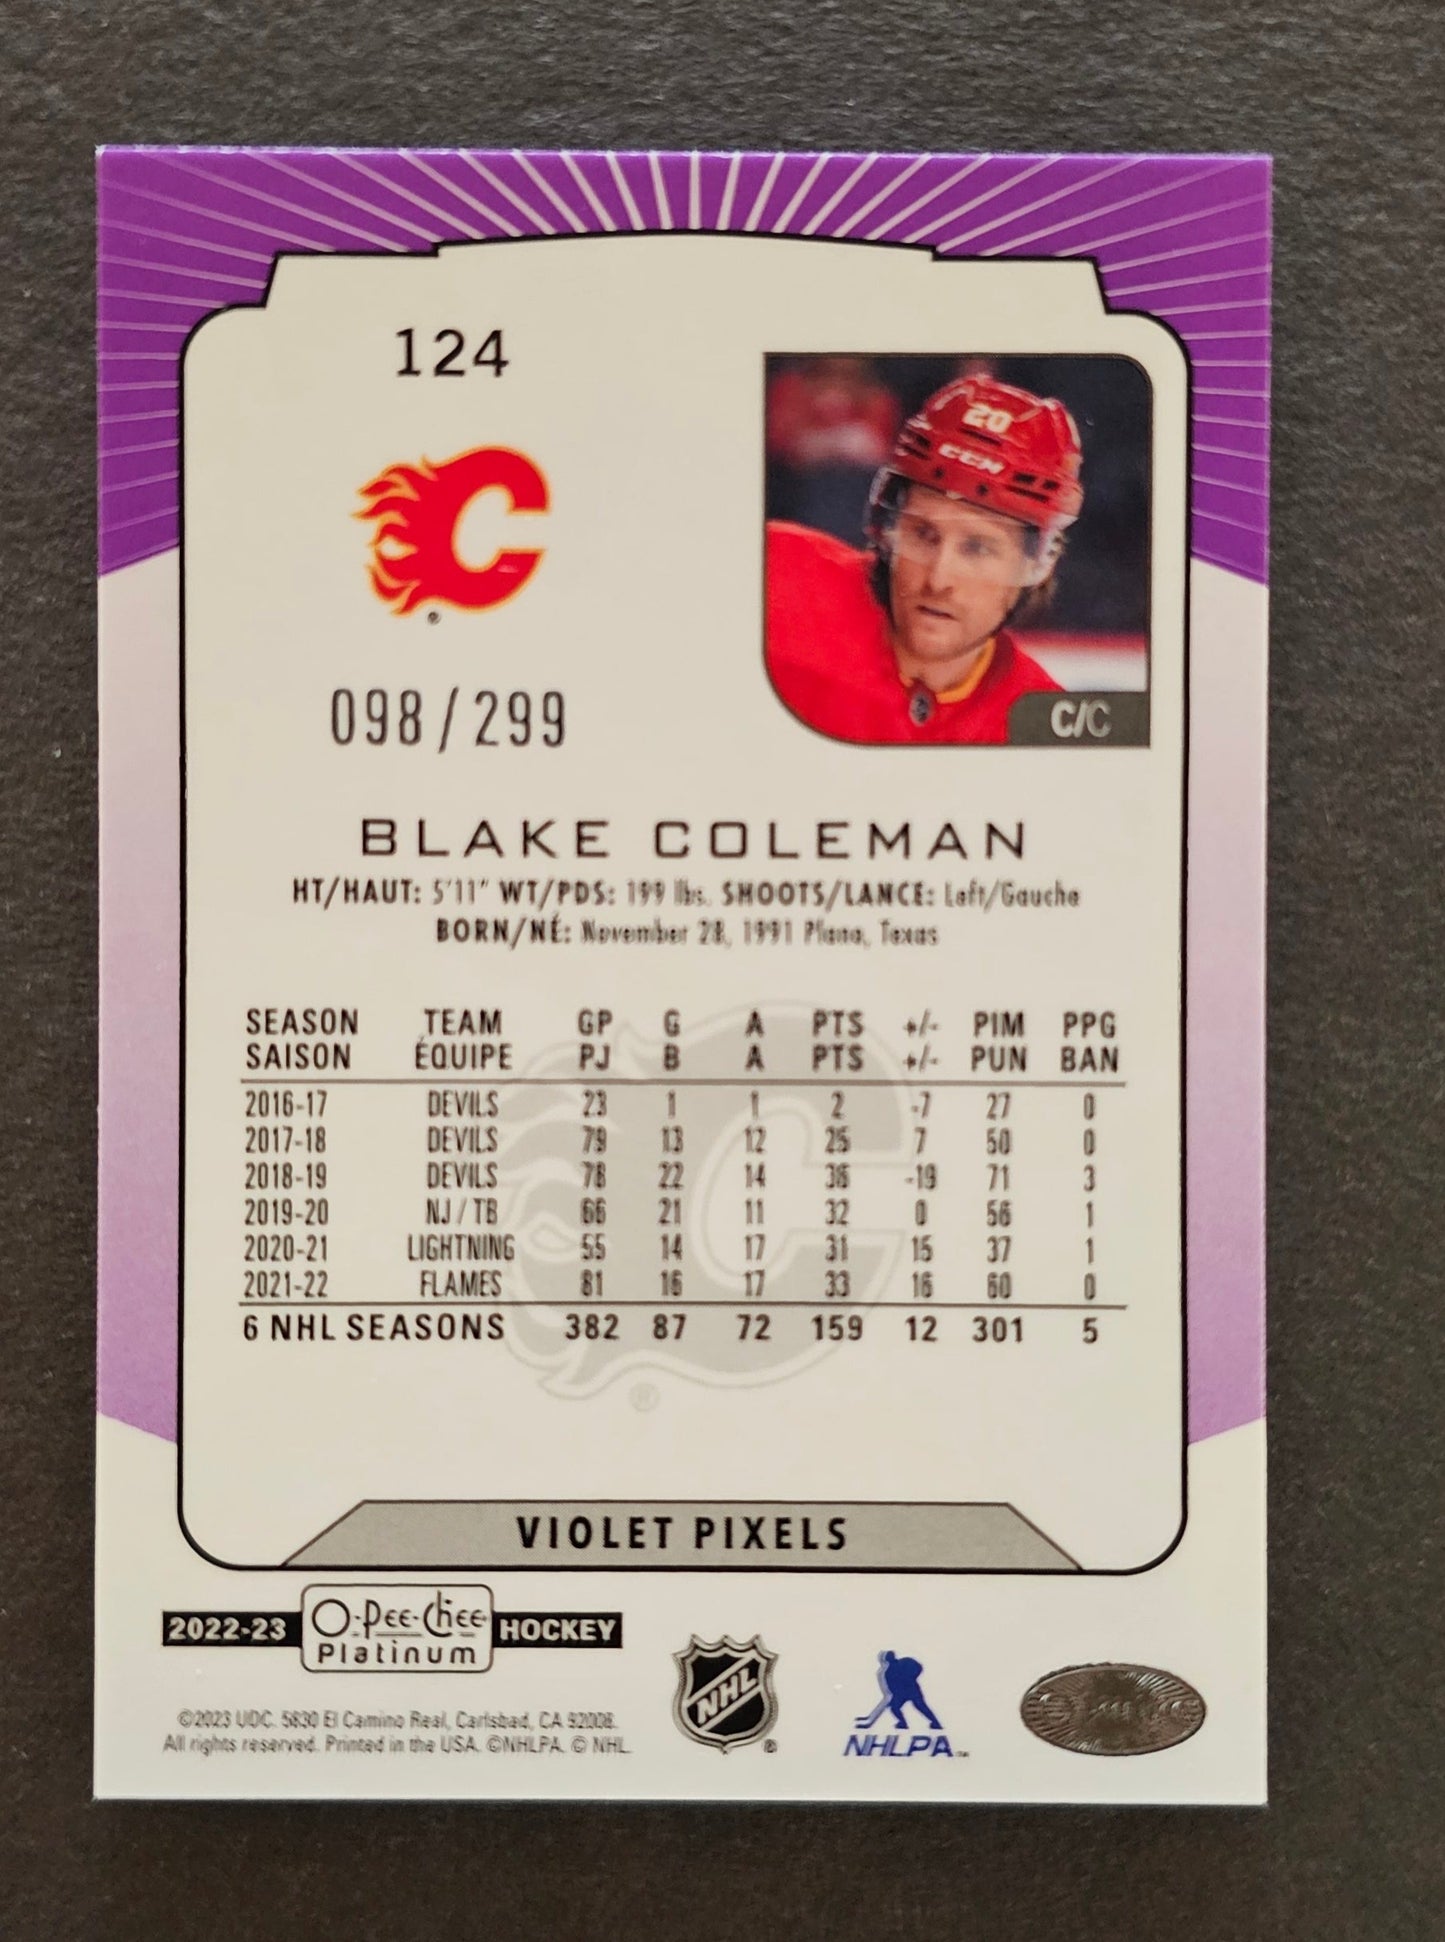 124
20
CCM
098/299
C/C
BLAKE COLEMAN
HT/HAUT: 5'11" WT/PDS: 199 lbs. SHOOTS/LANCE: Left/Gauche
BORN/NÉ: November 28, 1991 Plano, Texas
SEASON TEAM GP G A PTS +/- PIM PPG
SAISON ÉQUIPE PJ B A PTS +/- PUN BAN
2016-17 DEVILS 23 1 1 2 -7 27 0
2017-18 DEVILS 79 13 12 25 7 50 0
2018-19 DEVILS 78 22 14 36 -19 71 3
2019-20 NJ / TB 66 21 11 32 0 56 1
2020-21 LIGHTNING 55 14 17 31 15 37 1
2021-22 FLAMES 81 16 17 33 16 60 0
6 NHL SEASONS 382 87 72 159 12 301 5
®
VIOLET PIXELS
2022-23 O-Pee-Chee Platinum HOCKEY
©2023 UDC. 5830 El Camino Real, Carlsbad, CA 92008.
All rights reserved. Printed in the USA. ©NHLPA. © NHL.
NHL ®
NHLPA™